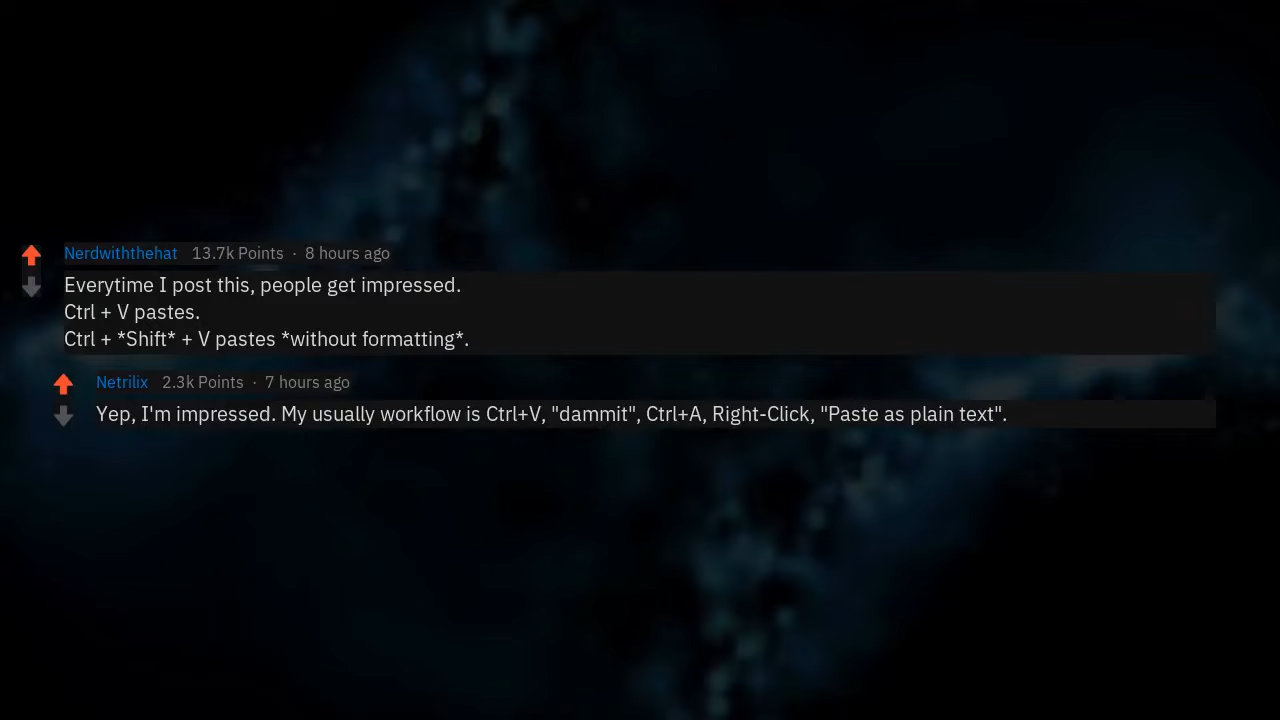 Nerdwiththehat 13.7k Points · 8 hours ago
Everytime I post this, people get impressed.
Ctrl + V pastes.
Ctrl + *Shift* + V pastes *without formatting*.
Netrilix 2.3k Points · 7 hours ago
Yep, I'm impressed. My usually workflow is Ctrl+V, "dammit", Ctrl+A, Right-Click, "Paste as plain text".